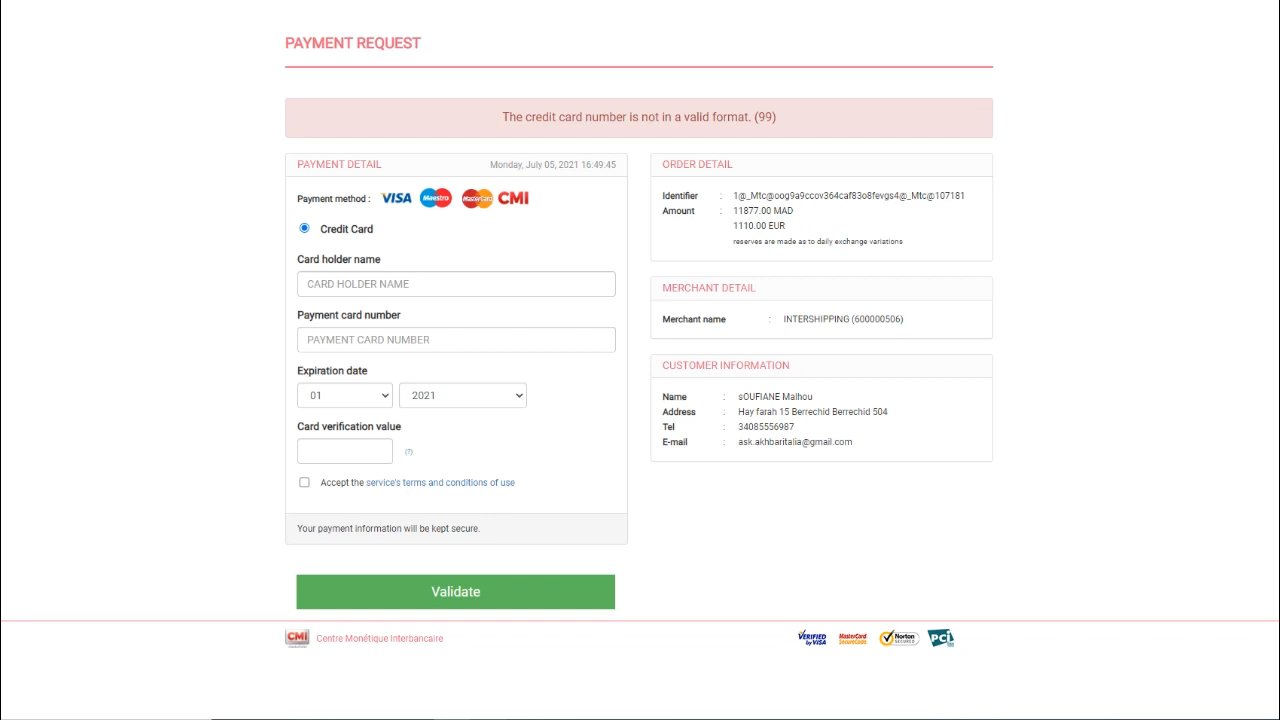 PAYMENT REQUEST
The credit card number is not in a valid format. (99)
PAYMENT DETAIL Monday, July 05, 2021 16:49:45
Payment method : VISA Maestro MasterCard CMI
Credit Card
Card holder name
CARD HOLDER NAME
Payment card number
PAYMENT CARD NUMBER
Expiration date
01 2021
Card verification value
(?)
Accept the service's terms and conditions of use
Your payment information will be kept secure.
Validate
ORDER DETAIL
Identifier : 1@_Mtc@oog9a9ccov364caf83o8fevgs4@_Mtc@107181
Amount : 11877.00 MAD
1110.00 EUR
reserves are made as to daily exchange variations
MERCHANT DETAIL
Merchant name : INTERSHIPPING (600000506)
CUSTOMER INFORMATION
Name : sOUFIANE Malhou
Address : Hay farah 15 Berrechid Berrechid 504
Tel : 34085556987
E-mail : ask.akhbaritalia@gmail.com
CMI Centre Monétique Interbancaire
VERIFIED by VISA MasterCard SecureCode Norton SECURED PCI